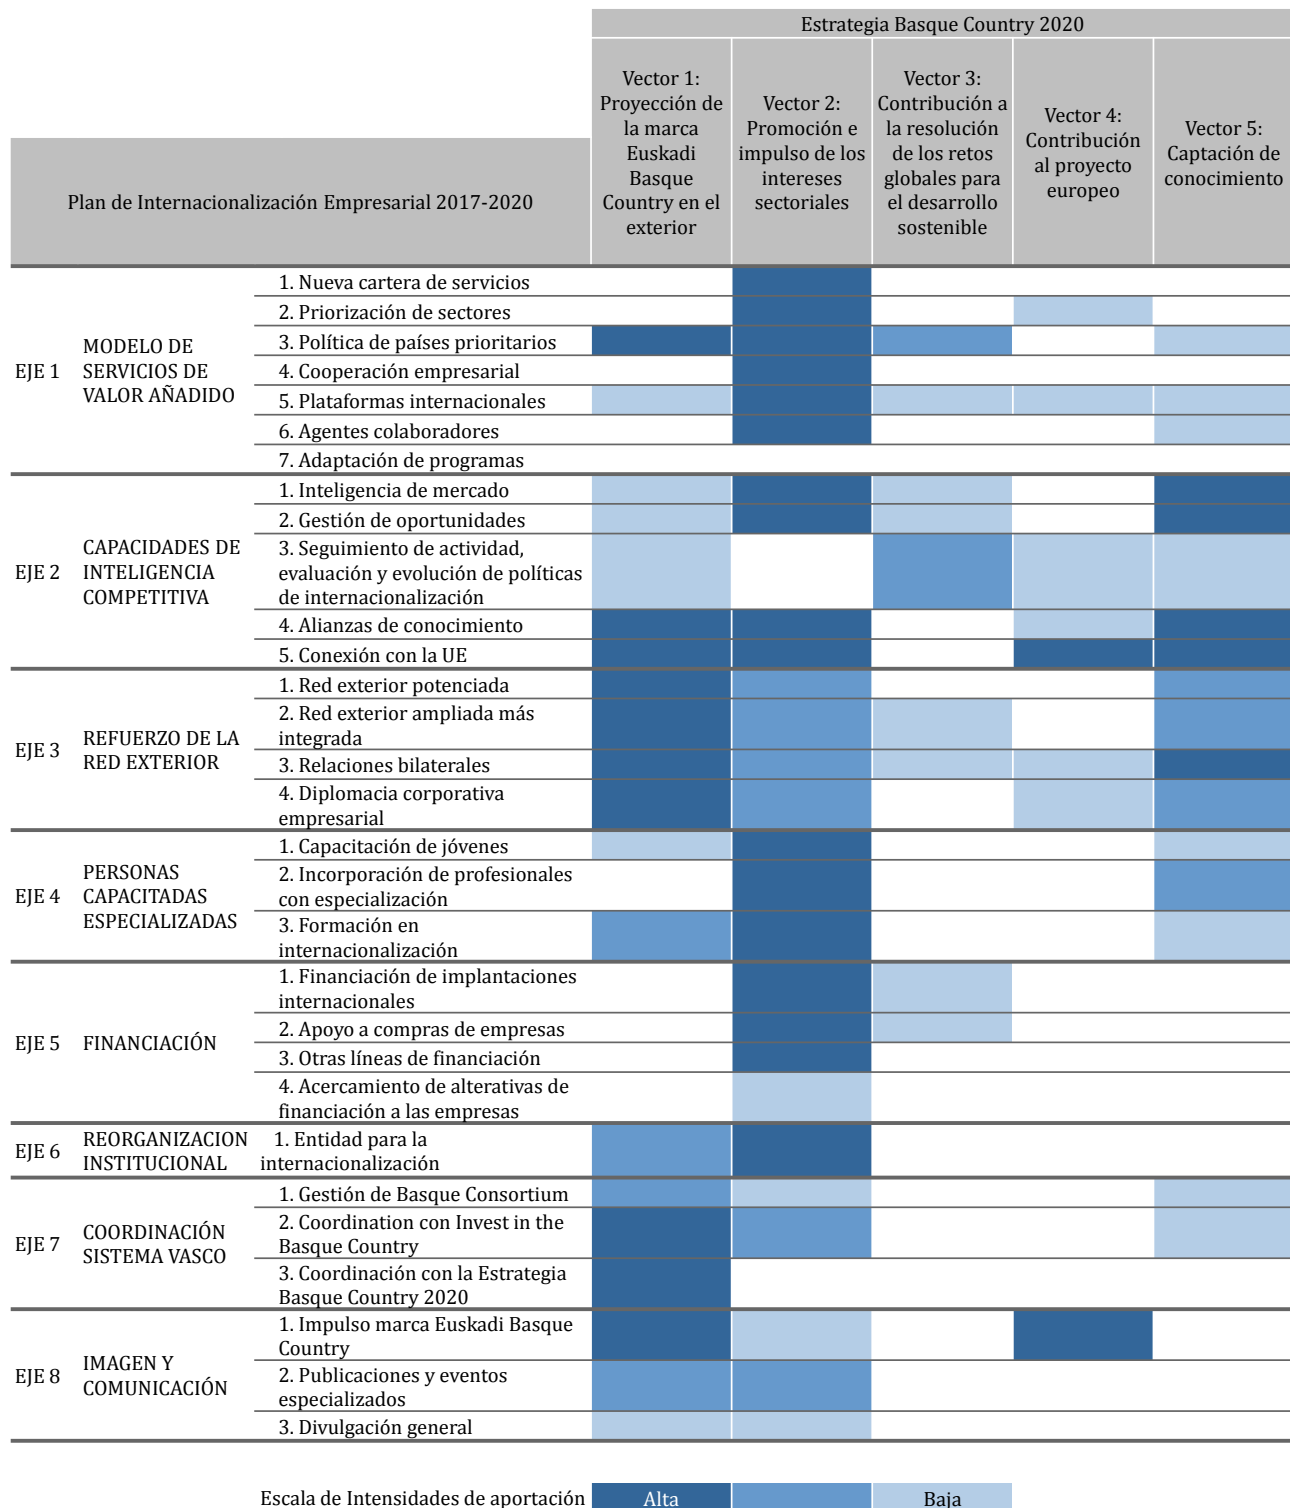 Estrategia Basque Country 2020
Vector 1:
Proyección de
la marca
Euskadi
Basque
Country en el
exterior
Vector 2:
Promoción e
impulso de los
intereses
sectoriales
Vector 3:
Contribución a
la resolución
de los retos
globales para
el desarrollo
sostenible
Vector 4:
Contribución
al proyecto
europeo
Vector 5:
Captación de
conocimiento
Plan de Internacionalización Empresarial 2017-2020
EJE 1
MODELO DE
SERVICIOS DE
VALOR AÑADIDO
1. Nueva cartera de servicios
2. Priorización de sectores
3. Política de países prioritarios
4. Cooperación empresarial
5. Plataformas internacionales
6. Agentes colaboradores
7. Adaptación de programas
EJE 2
CAPACIDADES DE
INTELIGENCIA
COMPETITIVA
1. Inteligencia de mercado
2. Gestión de oportunidades
3. Seguimiento de actividad,
evaluación y evolución de políticas
de internacionalización
4. Alianzas de conocimiento
5. Conexión con la UE
EJE 3
REFUERZO DE LA
RED EXTERIOR
1. Red exterior potenciada
2. Red exterior ampliada más
integrada
3. Relaciones bilaterales
4. Diplomacia corporativa
empresarial
EJE 4
PERSONAS
CAPACITADAS
ESPECIALIZADAS
1. Capacitación de jóvenes
2. Incorporación de profesionales
con especialización
3. Formación en
internacionalización
EJE 5
FINANCIACIÓN
1. Financiación de implantaciones
internacionales
2. Apoyo a compras de empresas
3. Otras líneas de financiación
4. Acercamiento de alterativas de
financiación a las empresas
EJE 6
REORGANIZACION
INSTITUCIONAL
1. Entidad para la
internacionalización
EJE 7
COORDINACIÓN
SISTEMA VASCO
1. Gestión de Basque Consortium
2. Coordination con Invest in the
Basque Country
3. Coordinación con la Estrategia
Basque Country 2020
EJE 8
IMAGEN Y
COMUNICACIÓN
1. Impulso marca Euskadi Basque
Country
2. Publicaciones y eventos
especializados
3. Divulgación general
Escala de Intensidades de aportación
Alta
Baja